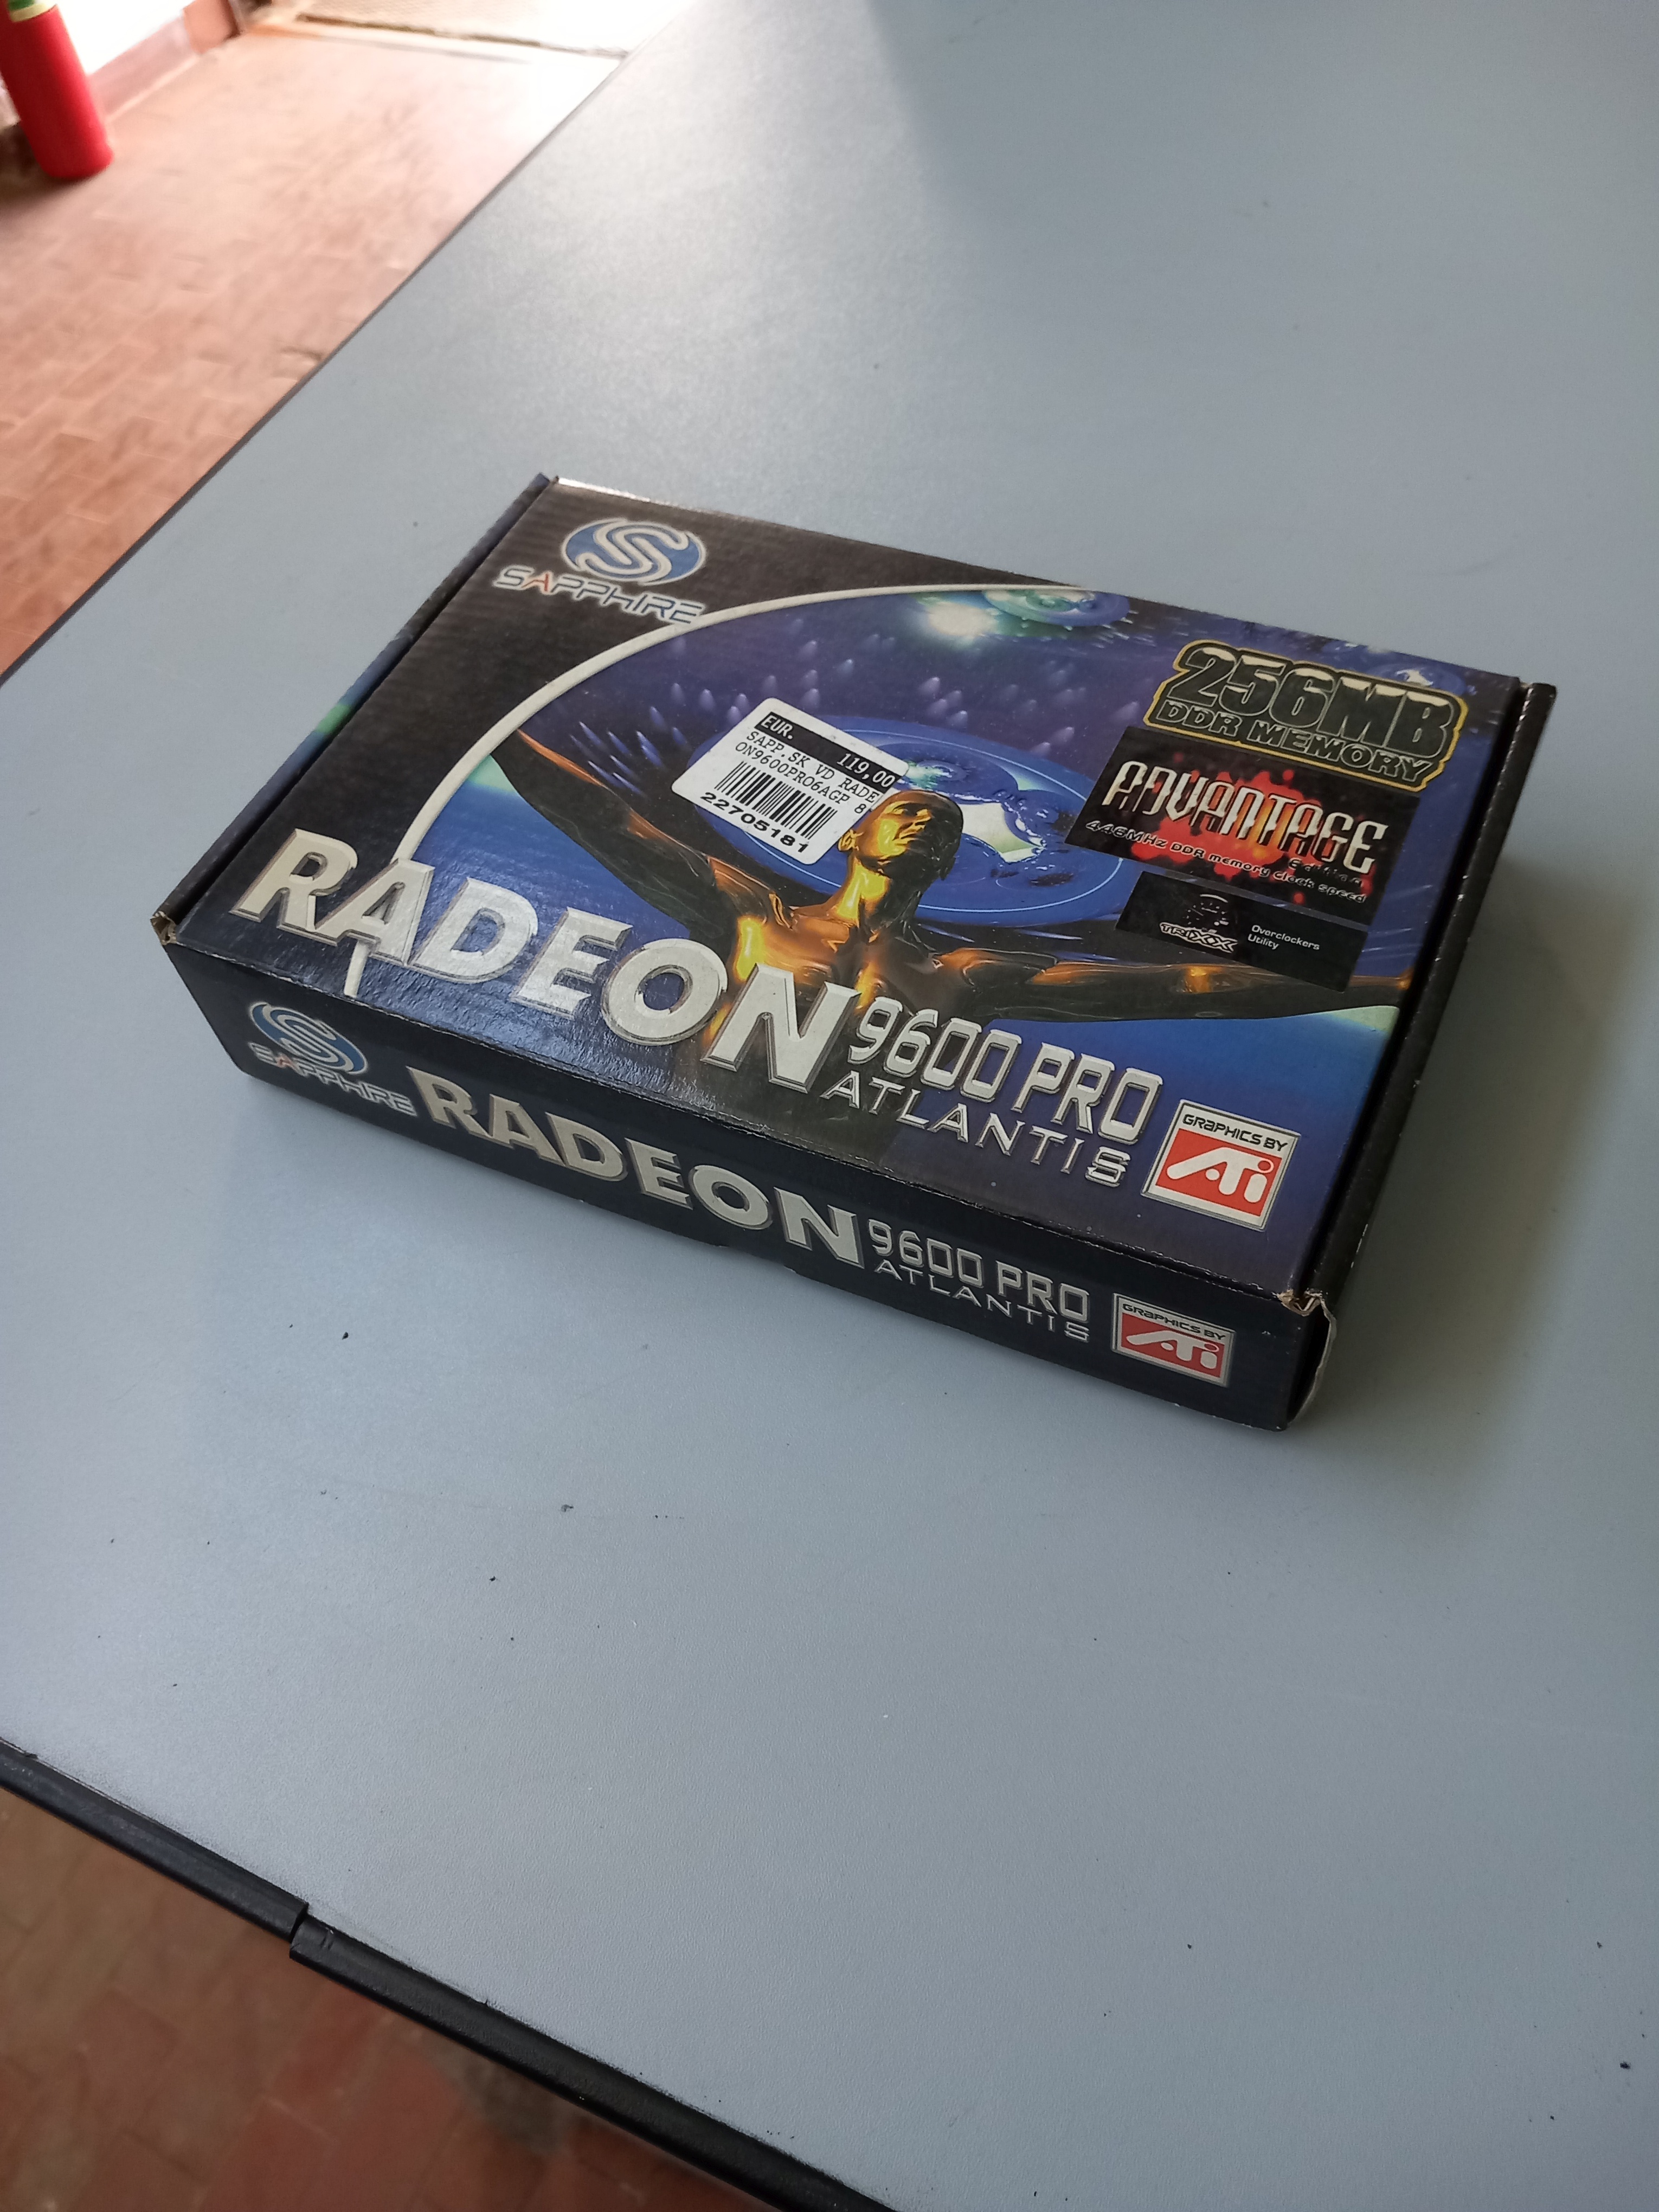 SAPPHIRE
256MB
DDR MEMORY
EUR. 119,00
SAPP.SK VD RADE
ON9600PRO6AGP 8
22705181
ADVANTAGE
446MHz DDR memory clock speed
TRIXX
Overclockers
Utility
RADEON 9600 PRO
ATLANTIS
GRAPHICS BY
ATi
SAPPHIRE
RADEON 9600 PRO
ATLANTIS
GRAPHICS BY
ATi